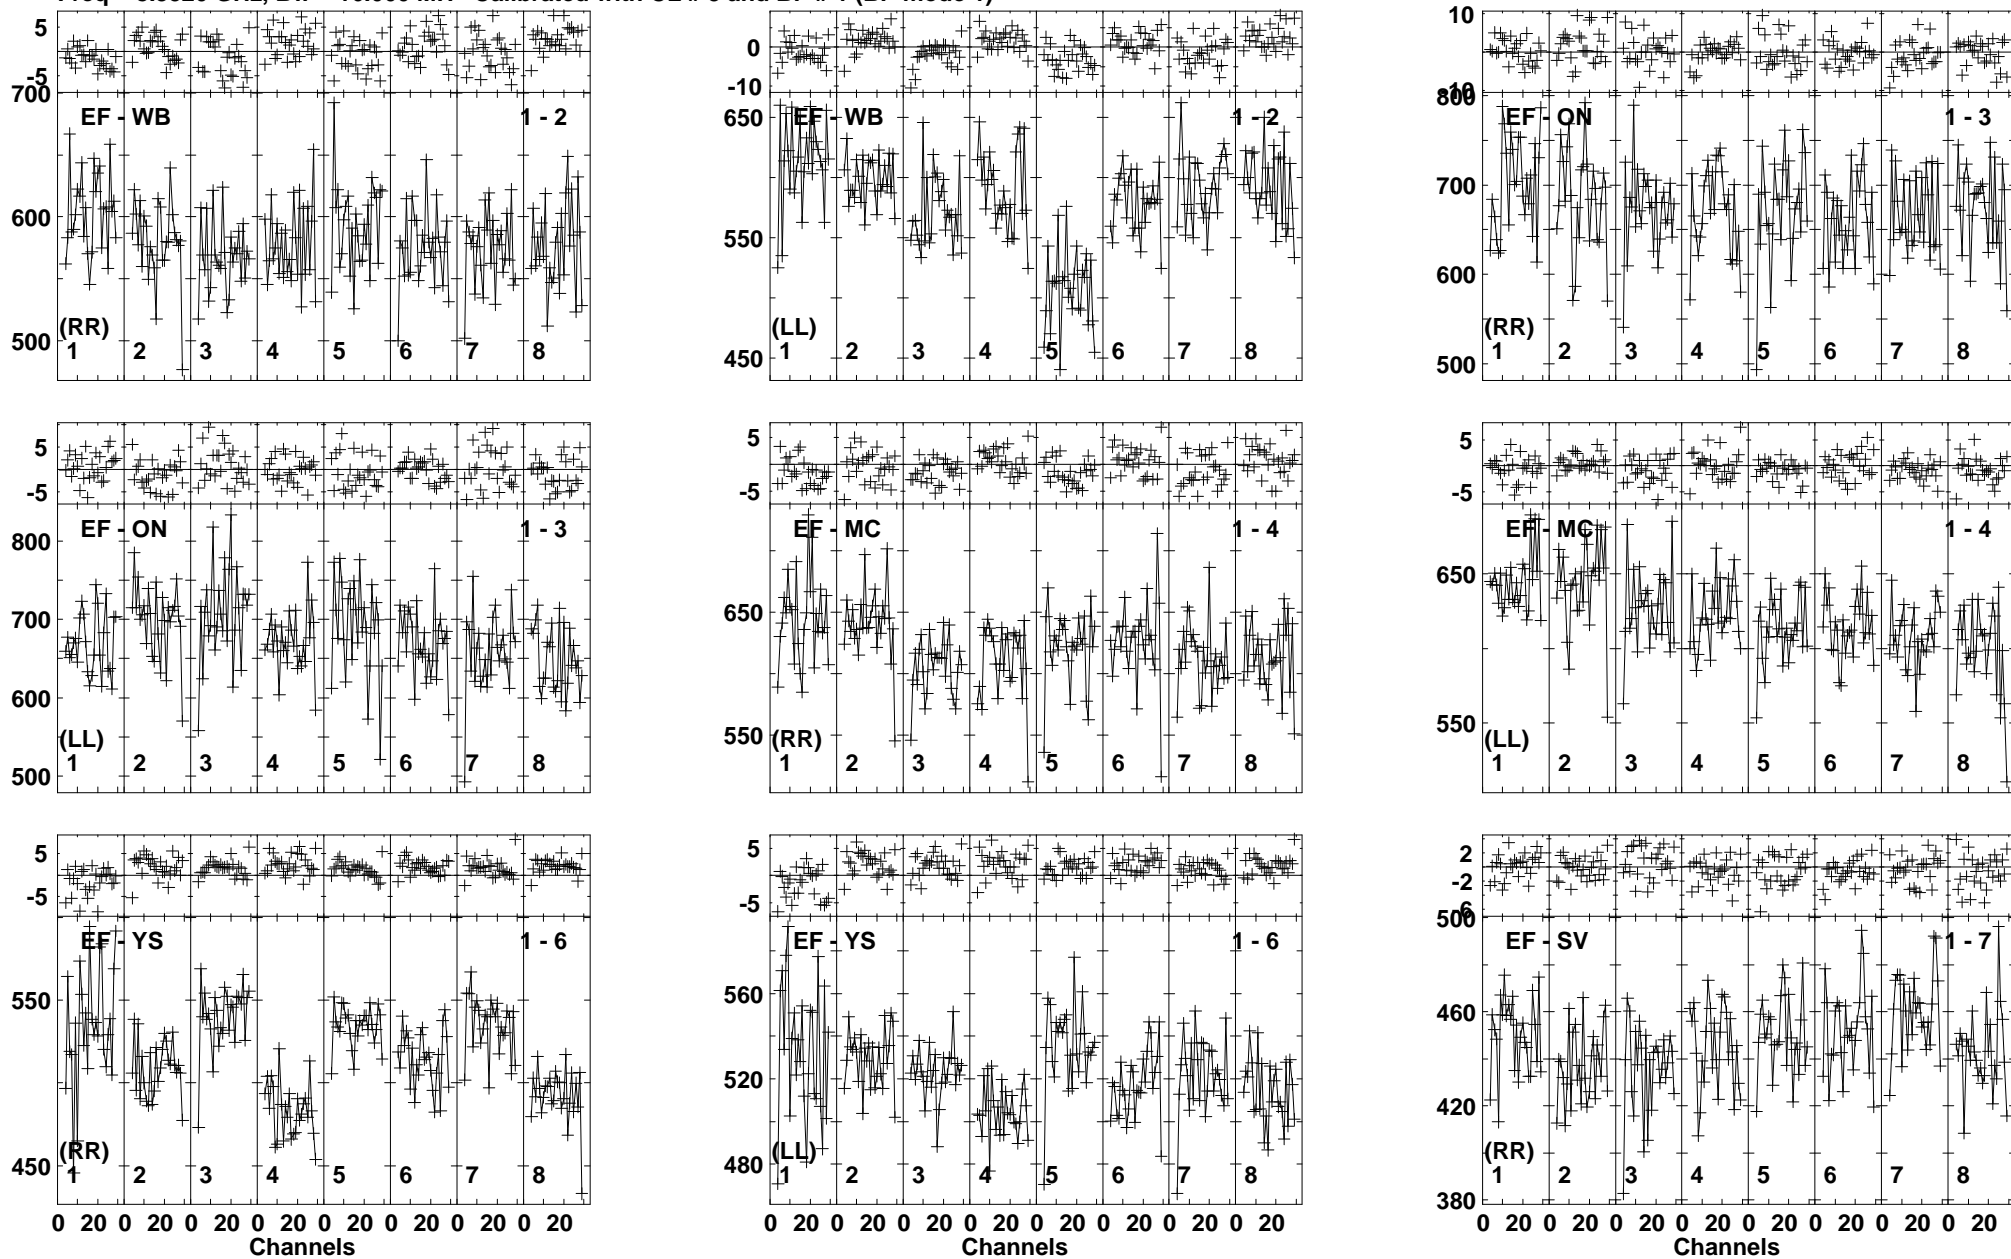 5 5 10
-5 0
-10 -10
700 EF - WB 1 - 2 650 EF - WB 1 - 2 800 EF - ON 1 - 3
600 550 700
600
500 (RR) 450 (LL) 500 (RR)
1 2 3 4 5 6 7 8 1 2 3 4 5 6 7 8 1 2 3 4 5 6 7 8
5 5 5
-5 -5 -5
800 EF - ON 1 - 3 EF - MC 1 - 4 EF - MC 1 - 4
700 650 650
600 550 550
500 (LL) (RR) (LL)
1 2 3 4 5 6 7 8 1 2 3 4 5 6 7 8 1 2 3 4 5 6 7 8
5 5 2
-5 -5 -2
EF - YS 1 - 6 EF - YS 1 - 6 500 EF - SV 1 - 7
550 560 460
520 420
450 (RR) 480 (LL) 380 (RR)
1 2 3 4 5 6 7 8 1 2 3 4 5 6 7 8 1 2 3 4 5 6 7 8
0 20 0 20 0 20 0 20 0 20 0 20 0 20 0 20 0 20 0 20 0 20 0 20 0 20 0 20 0 20 0 20 0 20 0 20 0 20 0 20 0 20 0 20 0 20 0 20
Channels Channels Channels